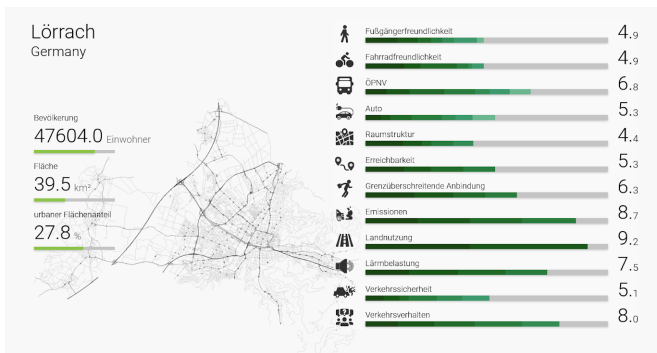 Lörrach
Germany
Bevölkerung
47604.0 Einwohner
Fläche
39.5 km²
urbaner Flächenanteil
27.8 %
Fußgängerfreundlichkeit 4.9
Fahrradfreundlichkeit 4.9
ÖPNV 6.8
Auto 5.3
Raumstruktur 4.4
Erreichbarkeit 5.3
Grenzüberschreitende Anbindung 6.3
Emissionen 8.7
Landnutzung 9.2
Lärmbelastung 7.5
Verkehrssicherheit 5.1
Verkehrsverhalten 8.0